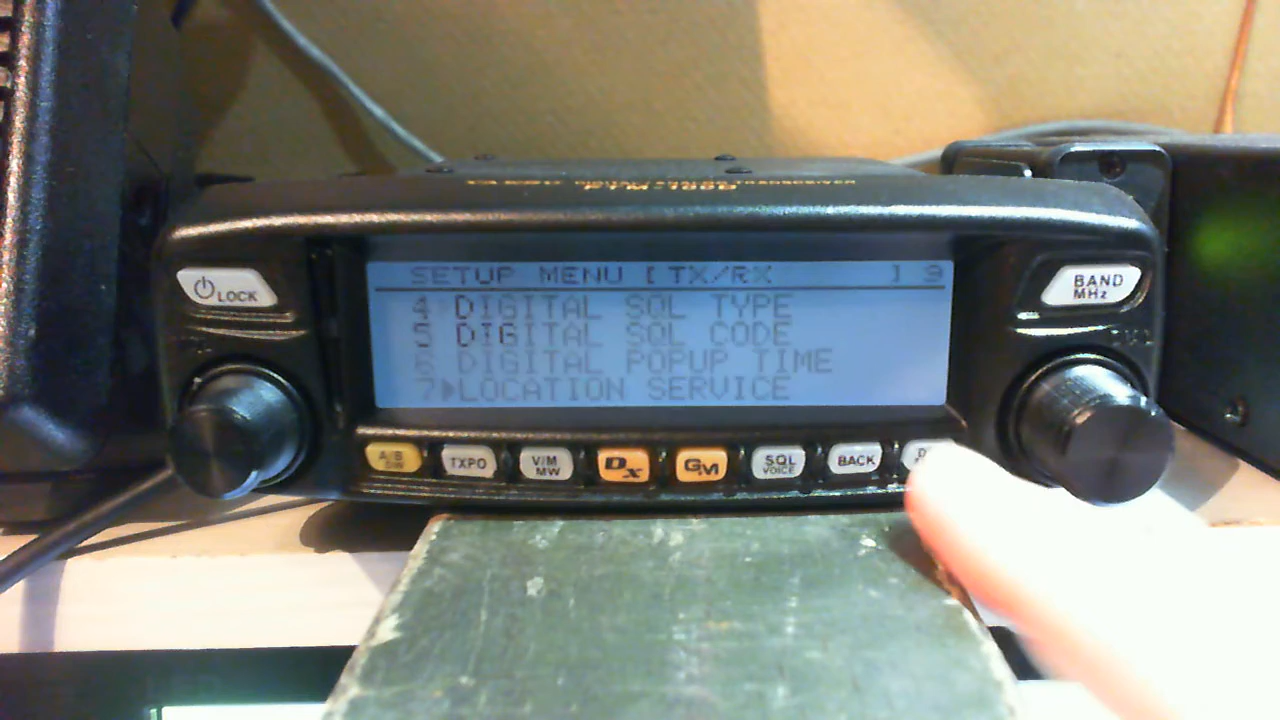 LOCK
SETUP MENU [TX/RX ] 9
4 DIGITAL SQL TYPE
5 DIGITAL SQL CODE
6 DIGITAL POPUP TIME
7 LOCATION SERVICE
BAND
MHz
A/B
DW
TXPO
V/M
MW
DX
GM
SQL
VOICE
BACK